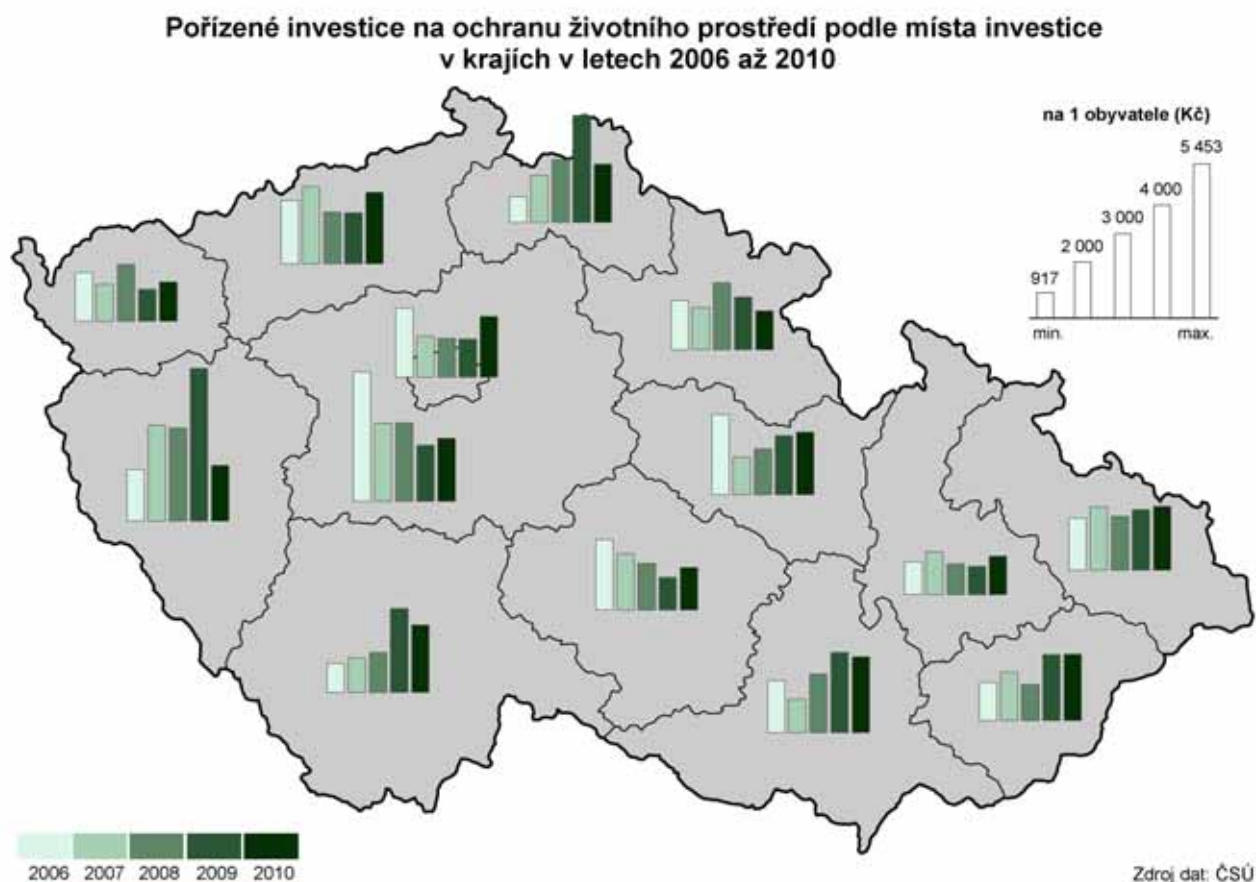 Pořízené investice na ochranu životního prostředí podle místa investice
v krajích v letech 2006 až 2010
na 1 obyvatele (Kč)
5 453
4 000
3 000
2 000
917
min.
max.
2006 2007 2008 2009 2010
Zdroj dat: ČSÚ